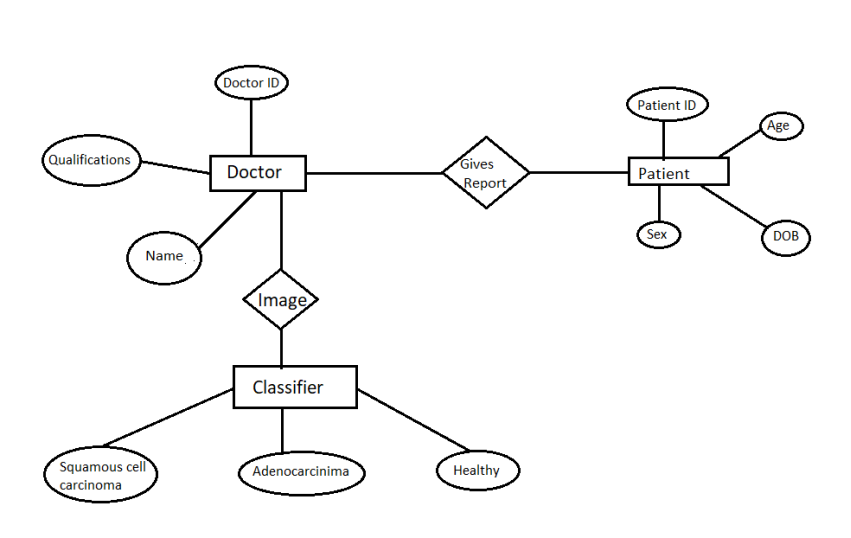 Doctor ID
Patient ID
Age
Qualifications
Doctor
Gives
Report
Patient
Name
Sex
DOB
Image
Classifier
Squamous cell
carcinoma
Adenocarcinima
Healthy